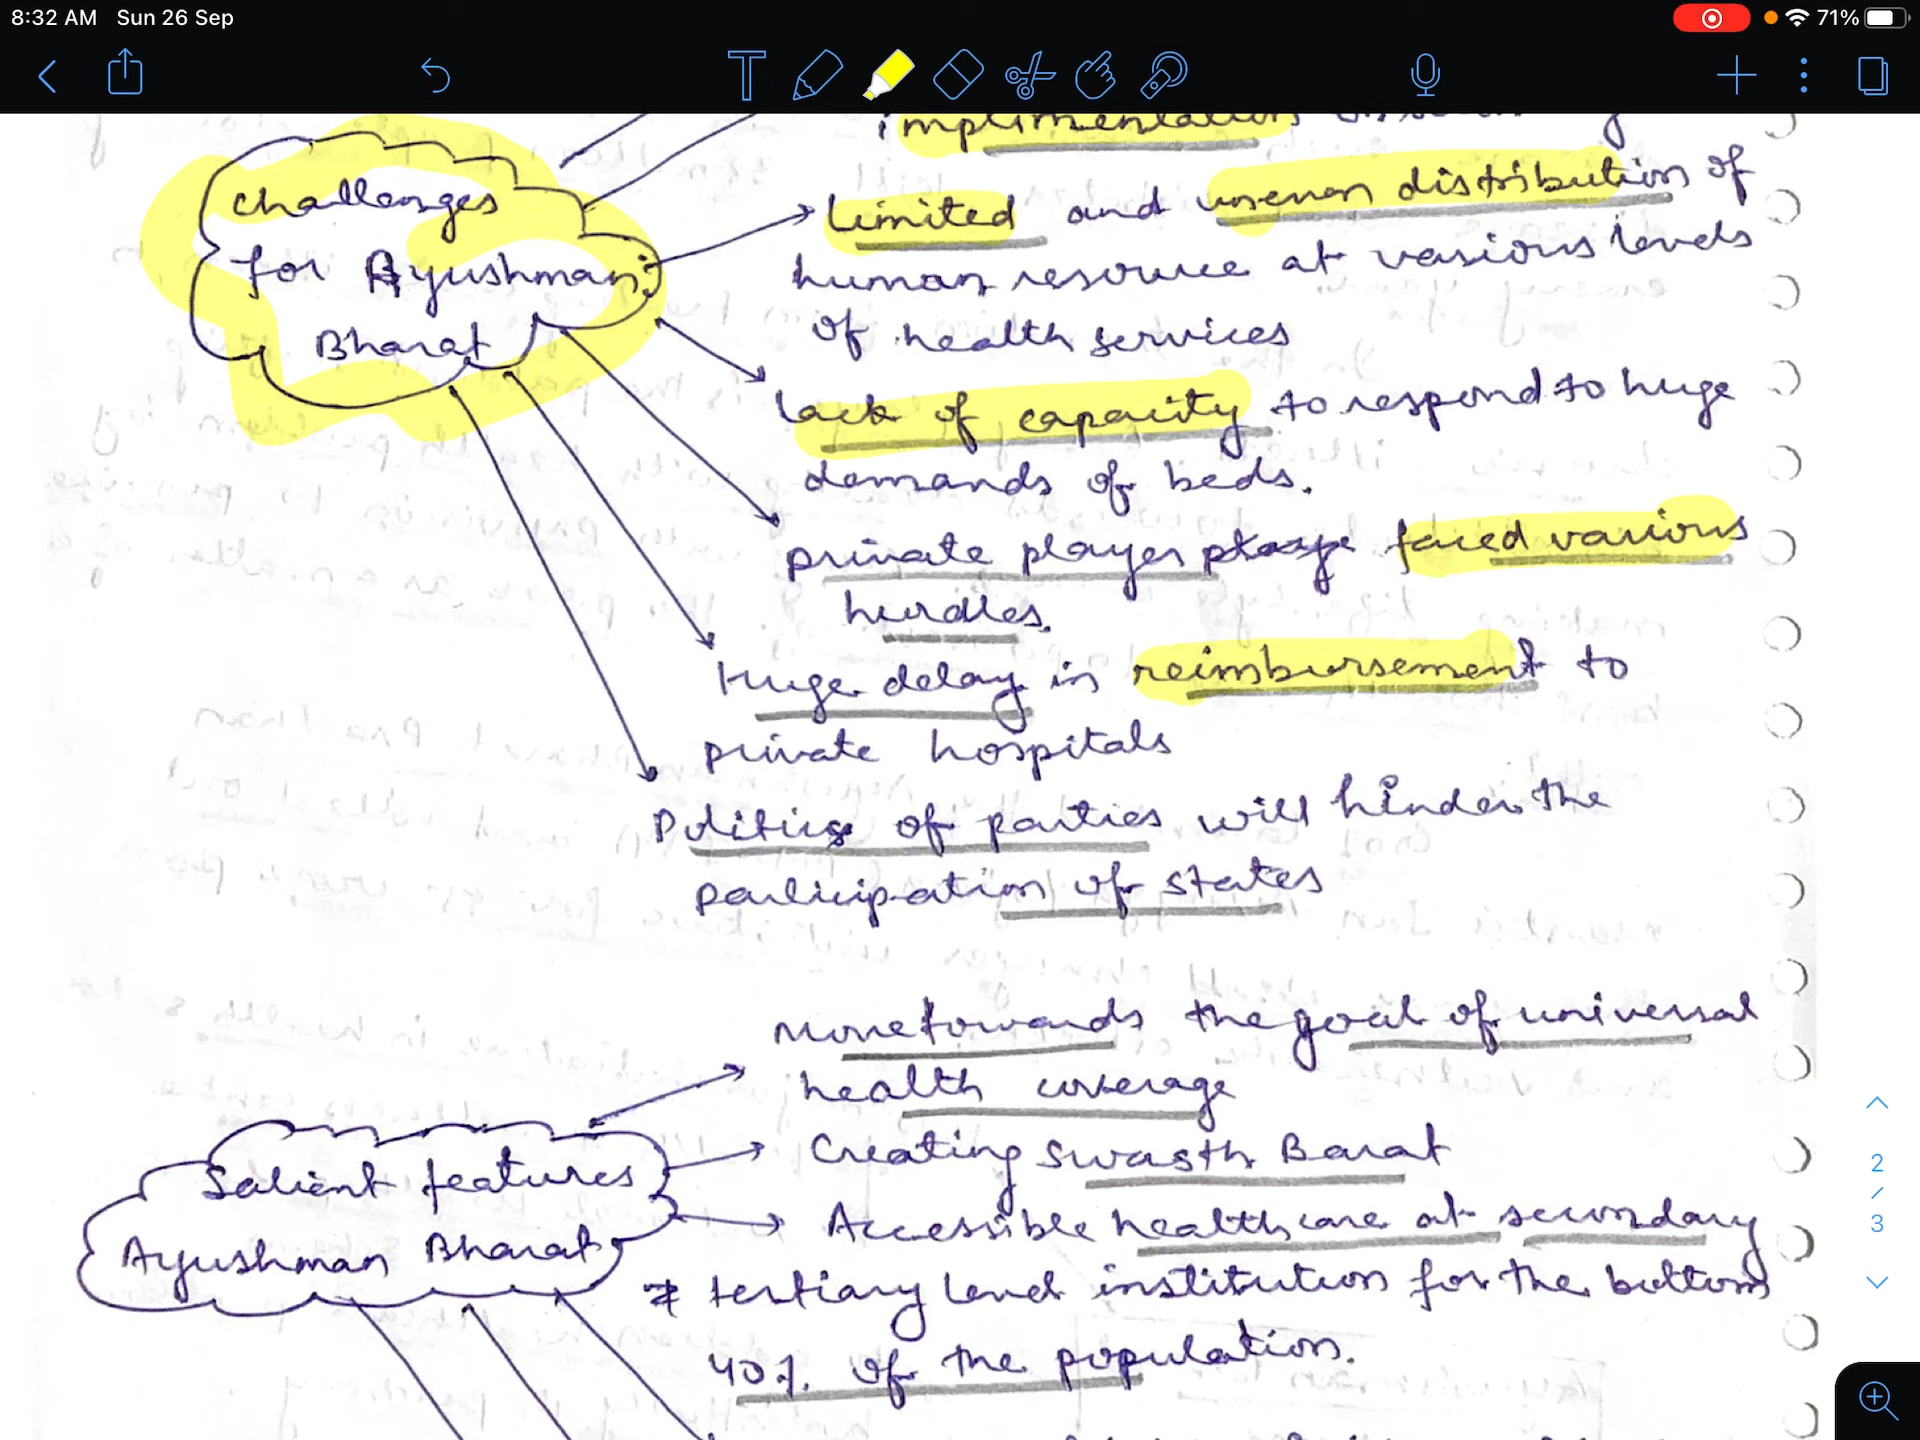 8:32 AM Sun 26 Sep
71%
T
implimentation
Challenges
for Ayushman
Bharat
Limited and uneven distribution of
human resource at various levels
of health services
lack of capacity to respond to huge
demands of beds.
private player faced various
hurdles.
Huge delay in reimbursement to
private hospitals
Politics of parties will hinder the
participation of states
Move towards the goal of universal
health coverage
Creating Swasth Barat
Salient features
Ayushman Bharat
Accessible healthcare at secondary
tertiary level institution for the bottom
40% of the population.
2
/
3